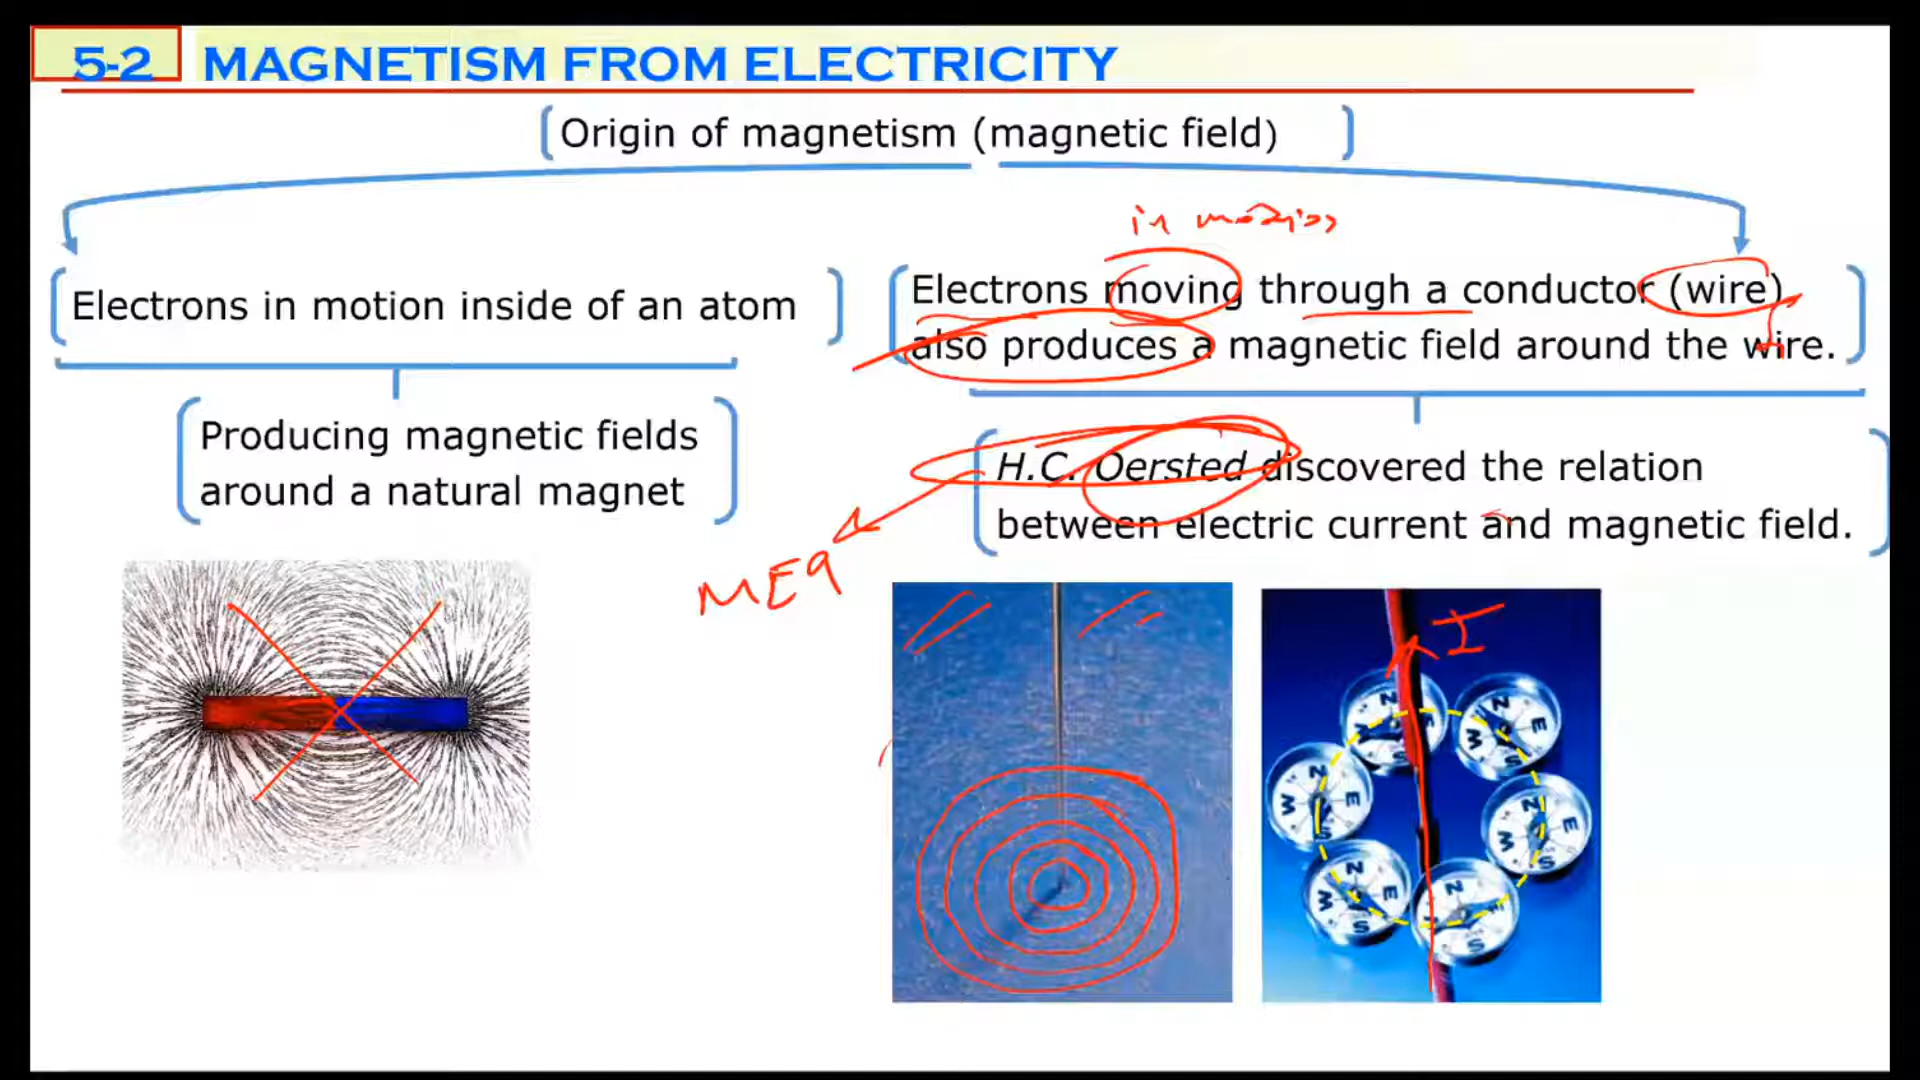 5-2 MAGNETISM FROM ELECTRICITY
Origin of magnetism (magnetic field)
Electrons in motion inside of an atom
Producing magnetic fields
around a natural magnet
in motion
Electrons moving through a conductor (wire)
also produces a magnetic field around the wire.
H.C. Oersted discovered the relation
between electric current and magnetic field.
I
N
N E
W S
N
W E
S
N
W E
S
N
W E
S
N
S